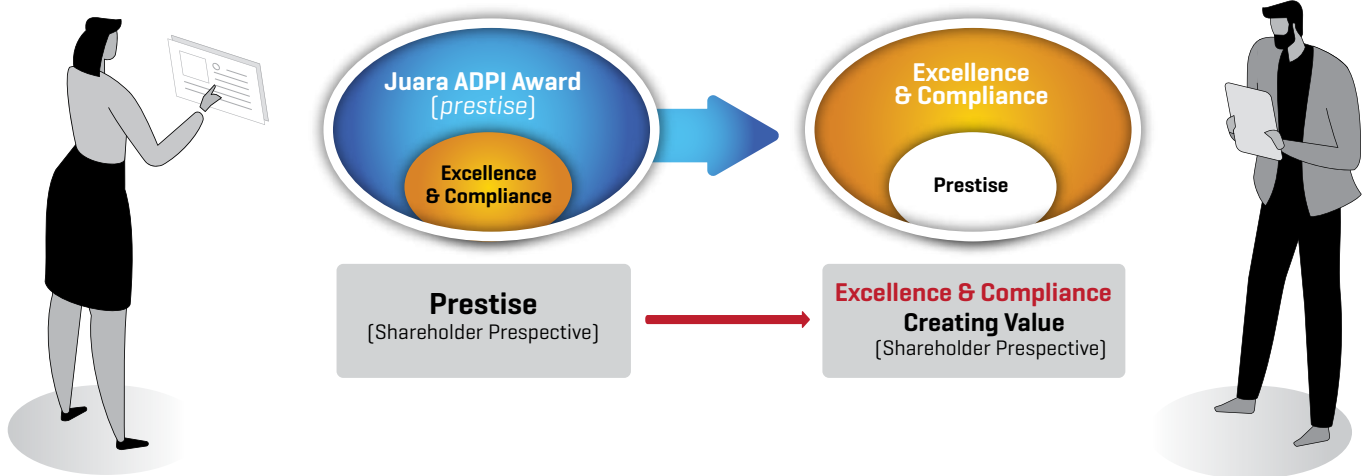 Juara ADPI Award
(prestise)
Excellence
& Compliance
Excellence
& Compliance
Prestise
Prestise
(Shareholder Prespective)
Excellence & Compliance
Creating Value
(Shareholder Prespective)